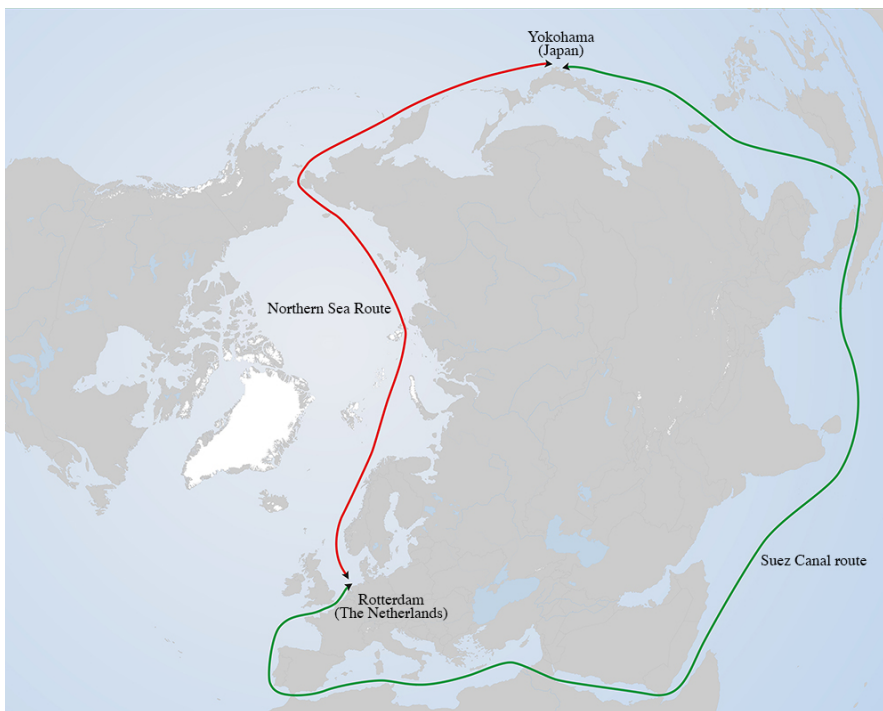 Yokohama
(Japan)
Northern Sea Route
Suez Canal route
Rotterdam
(The Netherlands)